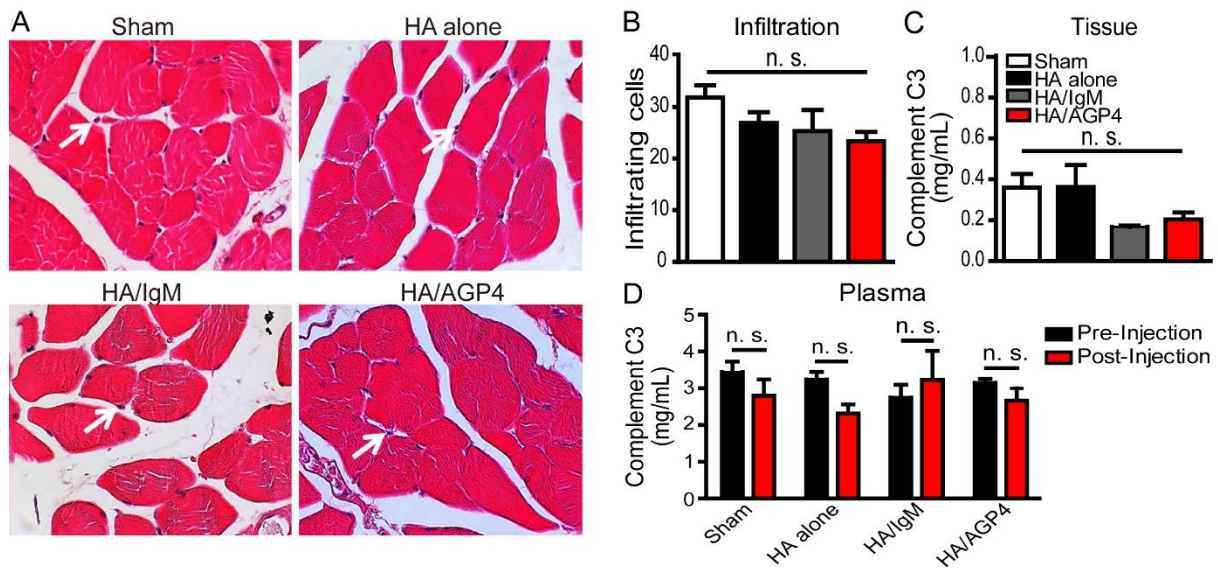 A
Sham
HA alone
HA/IgM
HA/AGP4
B
Infiltration
Infiltrating cells
40
30
20
10
0
n. s.
C
Tissue
Complement C3
(mg/mL)
1.0
0.8
0.6
0.4
0.2
0.0
Sham
HA alone
HA/IgM
HA/AGP4
n. s.
D
Plasma
Complement C3
(mg/mL)
5
4
3
2
1
0
n. s.
n. s.
n. s.
n. s.
Sham
HA alone
HA/IgM
HA/AGP4
Pre-Injection
Post-Injection